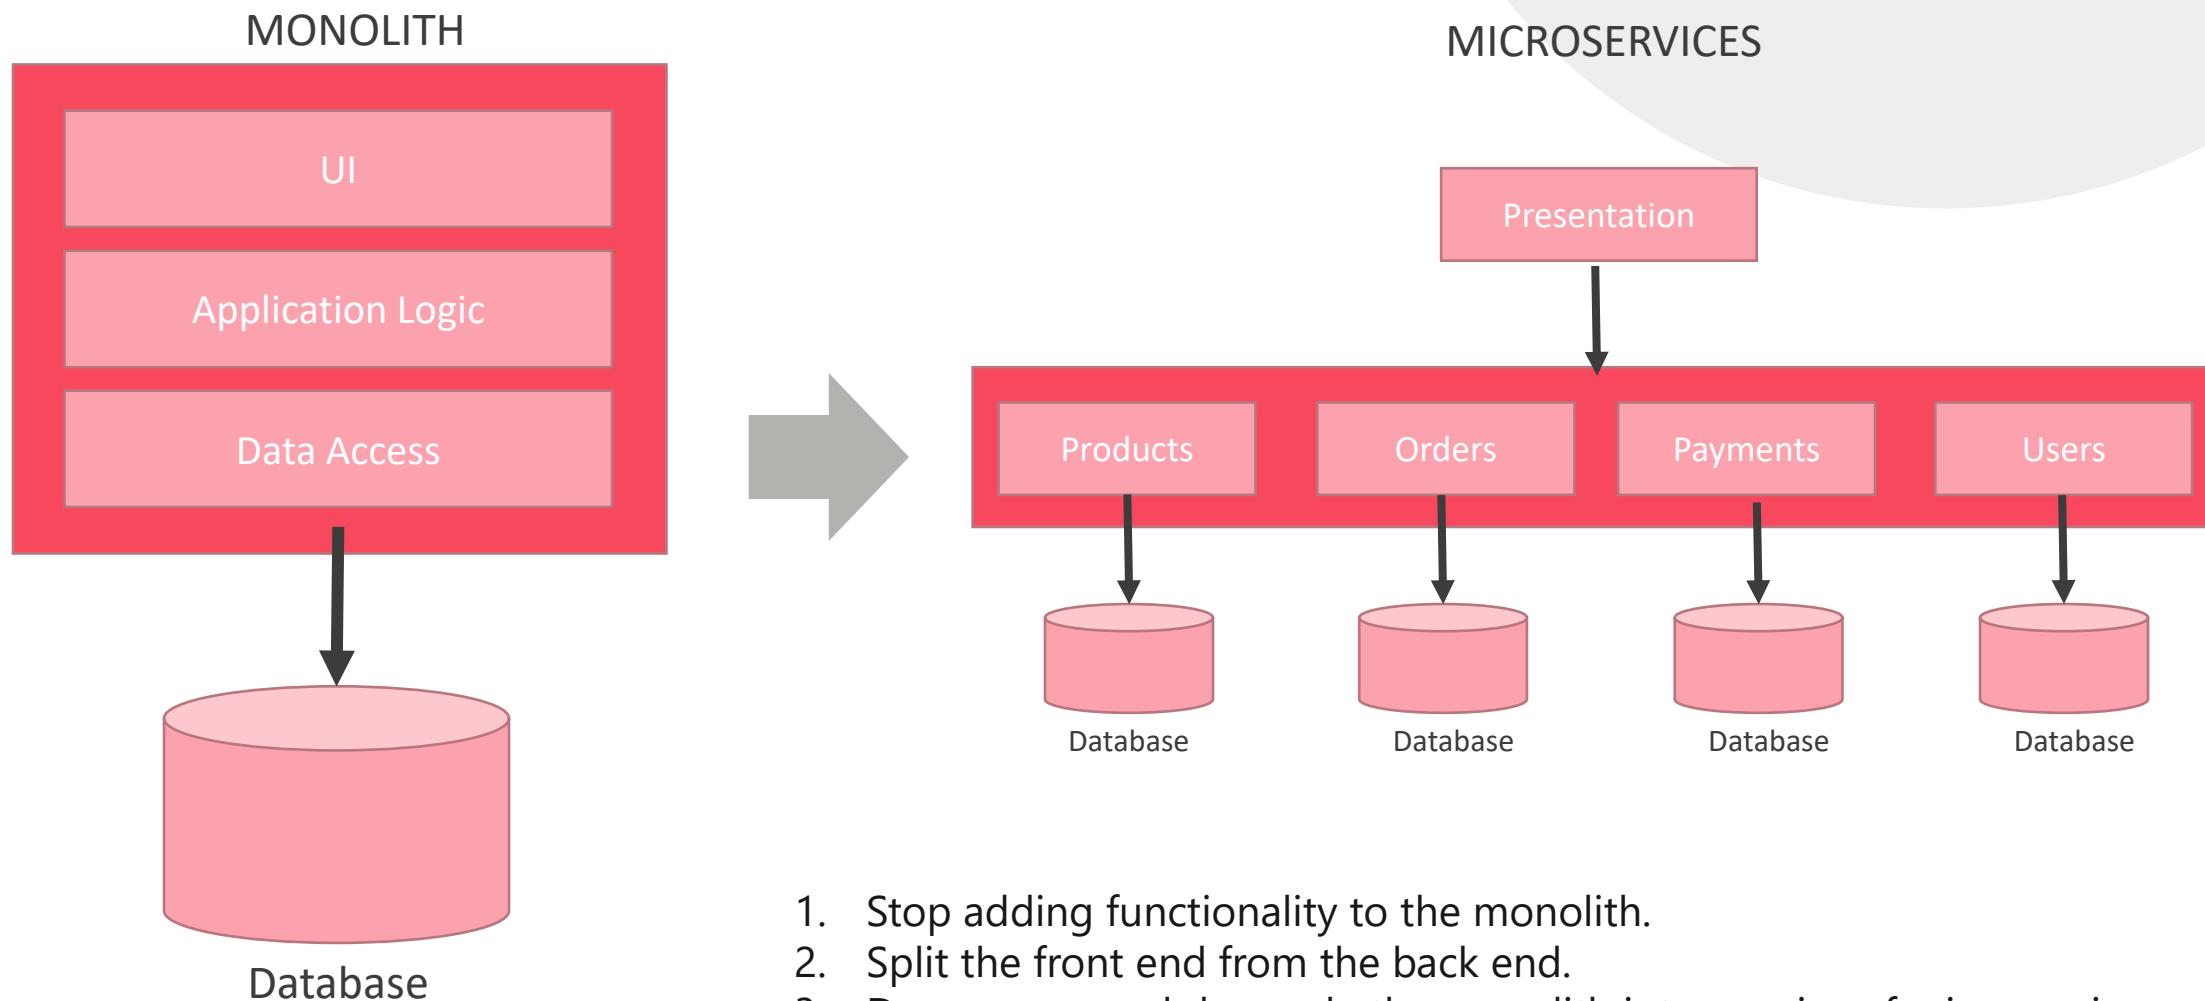 MONOLITH
UI
Application Logic
Data Access
Database
MICROSERVICES
Presentation
Products Orders Payments Users
Database Database Database Database
1. Stop adding functionality to the monolith.
2. Split the front end from the back end.